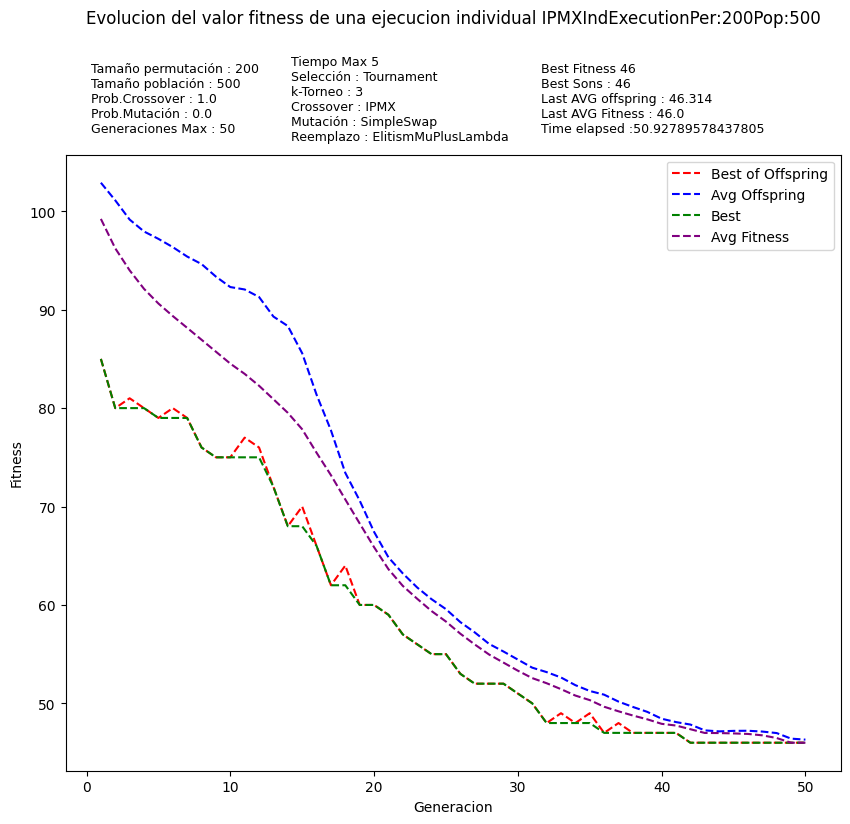 Evolucion del valor fitness de una ejecucion individual IPMXIndExecutionPer:200Pop:500
Tamaño permutación : 200
Tamaño población : 500
Prob.Crossover : 1.0
Prob.Mutación : 0.0
Generaciones Max : 50
Tiempo Max 5
Selección : Tournament
k-Torneo : 3
Crossover : IPMX
Mutación : SimpleSwap
Reemplazo : ElitismMuPlusLambda
Best Fitness 46
Best Sons : 46
Last AVG offspring : 46.314
Last AVG Fitness : 46.0
Time elapsed :50.92789578437805
Best of Offspring
Avg Offspring
Best
Avg Fitness
Fitness
100
90
80
70
60
50
0
10
20
30
40
50
Generacion